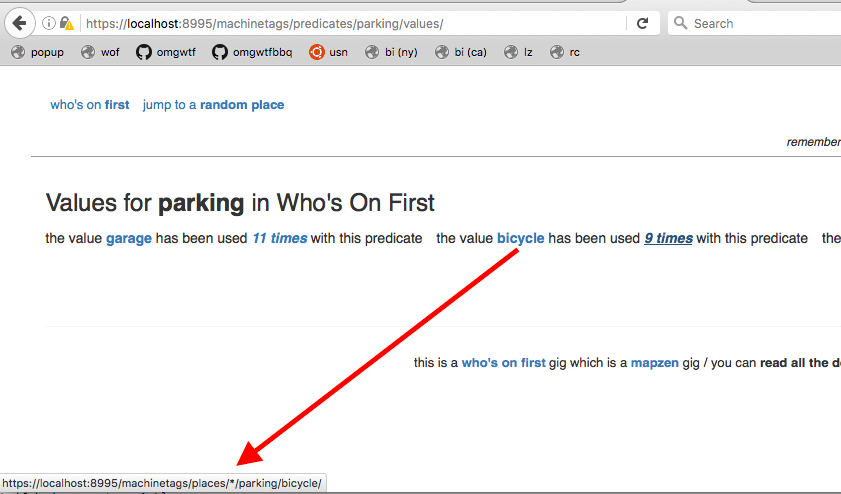 https://localhost:8995/machinetags/predicates/parking/values/ Search
popup wof omgwtf omgwtfbbq usn bi (ny) bi (ca) lz rc
who's on first jump to a random place
remember
Values for parking in Who's On First
the value garage has been used 11 times with this predicate the value bicycle has been used 9 times with this predicate the
this is a who's on first gig which is a mapzen gig / you can read all the d
https://localhost:8995/machinetags/places/*/parking/bicycle/